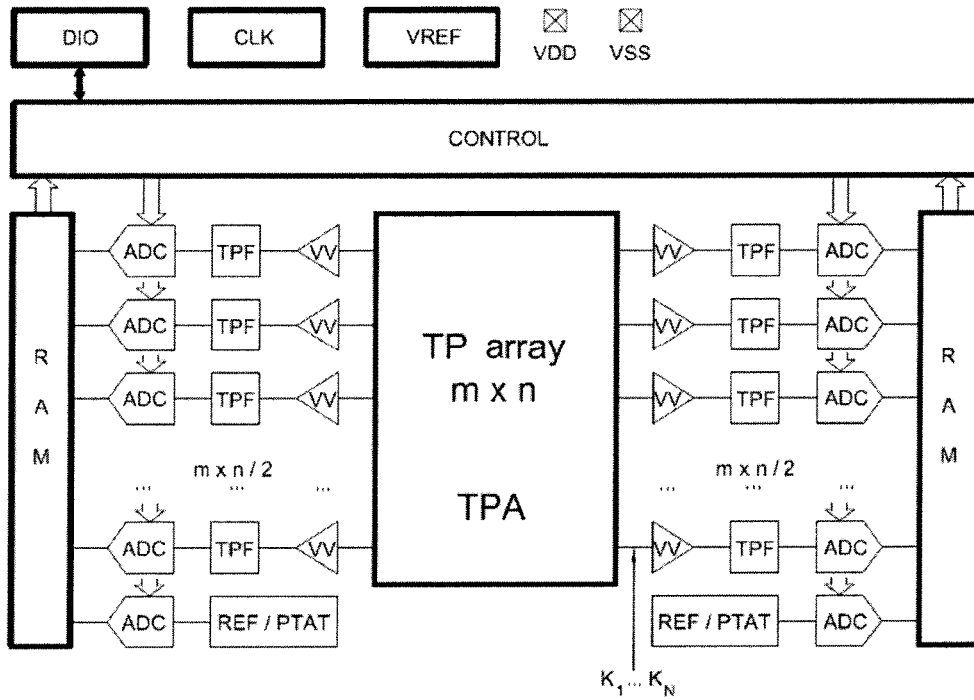 DIO CLK VREF
VDD VSS
CONTROL
ADC TPF VV VV TPF ADC
ADC TPF VV VV TPF ADC
ADC TPF VV VV TPF ADC
RAM
TP array
m x n
TPA
RAM
m x n / 2 m x n / 2
... ... ... ... ... ...
ADC TPF VV VV TPF ADC
ADC REF / PTAT REF / PTAT ADC
K1... KN